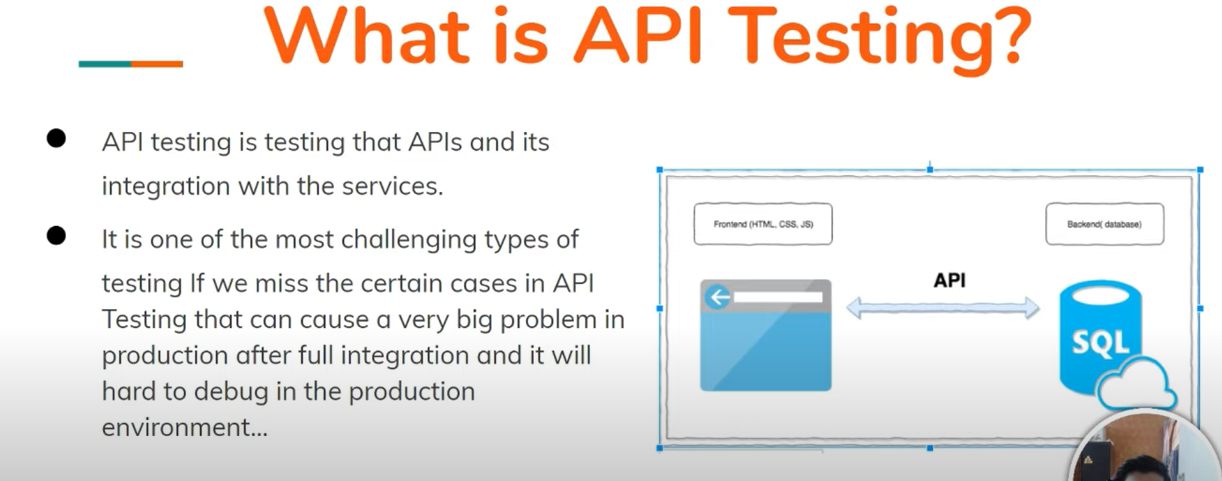 What is API Testing?
API testing is testing that APIs and its
integration with the services.
It is one of the most challenging types of
testing If we miss the certain cases in API
Testing that can cause a very big problem in
production after full integration and it will
hard to debug in the production
environment...
Frontend (HTML, CSS, JS)
Backend( database)
API
SQL